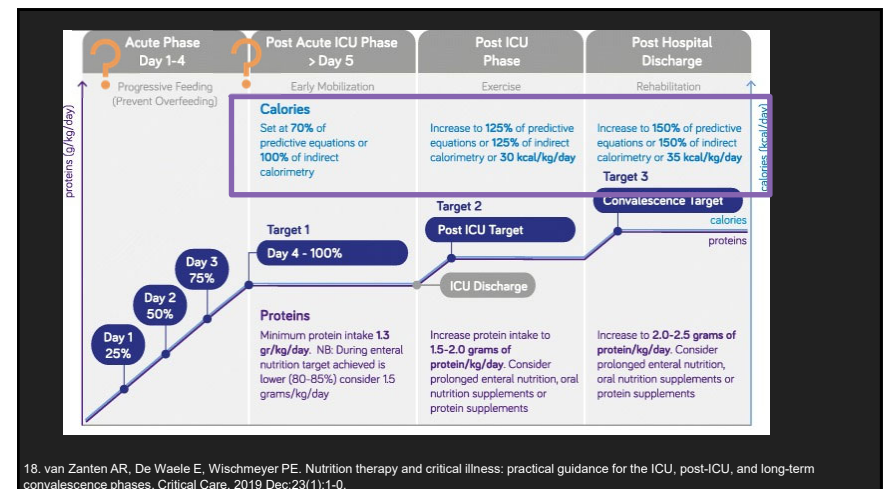 Acute Phase
Day 1-4
Post Acute ICU Phase
> Day 5
Post ICU
Phase
Post Hospital
Discharge
?
?
Progressive Feeding
(Prevent Overfeeding)
Early Mobilization
Exercise
Rehabilitation
proteins (g/kg/day)
calories (kcal/day)
Calories
Set at 70% of
predictive equations or
100% of indirect
calorimetry
Increase to 125% of predictive
equations or 125% of indirect
calorimetry or 30 kcal/kg/day
Increase to 150% of predictive
equations or 150% of indirect
calorimetry or 35 kcal/kg/day
Target 3
Convalescence Target
Target 2
Post ICU Target
calories
proteins
Target 1
Day 4 - 100%
Day 3
75%
ICU Discharge
Day 2
50%
Day 1
25%
Proteins
Minimum protein intake 1.3
gr/kg/day. NB: During enteral
nutrition target achieved is
lower (80-85%) consider 1.5
grams/kg/day
Increase protein intake to
1.5-2.0 grams of
protein/kg/day. Consider
prolonged enteral nutrition, oral
nutrition supplements or
protein supplements
Increase to 2.0-2.5 grams of
protein/kg/day. Consider
prolonged enteral nutrition,
oral nutrition supplements or
protein supplements
18. van Zanten AR, De Waele E, Wischmeyer PE. Nutrition therapy and critical illness: practical guidance for the ICU, post-ICU, and long-term
convalescence phases. Critical Care. 2019 Dec;23(1):1-0.